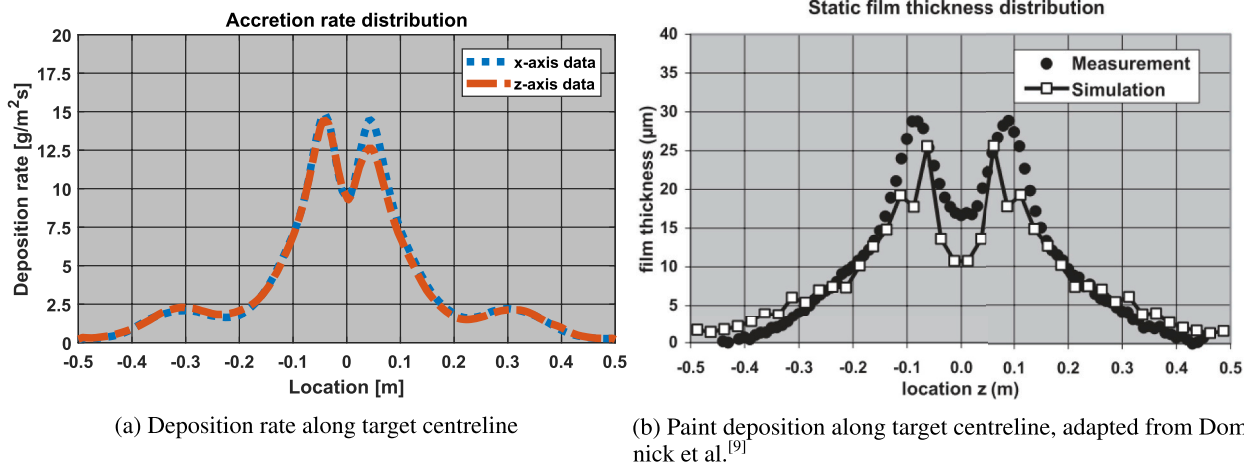 Accretion rate distribution
20
17.5
15
12.5
10
7.5
5
2.5
0
Deposition rate [g/m²s]
x-axis data
z-axis data
-0.5 -0.4 -0.3 -0.2 -0.1 0 0.1 0.2 0.3 0.4 0.5
Location [m]
(a) Deposition rate along target centreline
Static film thickness distribution
40
35
30
25
20
15
10
5
0
film thickness (µm)
Measurement
Simulation
-0.5 -0.4 -0.3 -0.2 -0.1 0.0 0.1 0.2 0.3 0.4 0.5
location z (m)
(b) Paint deposition along target centreline, adapted from Dom
nick et al.[9]